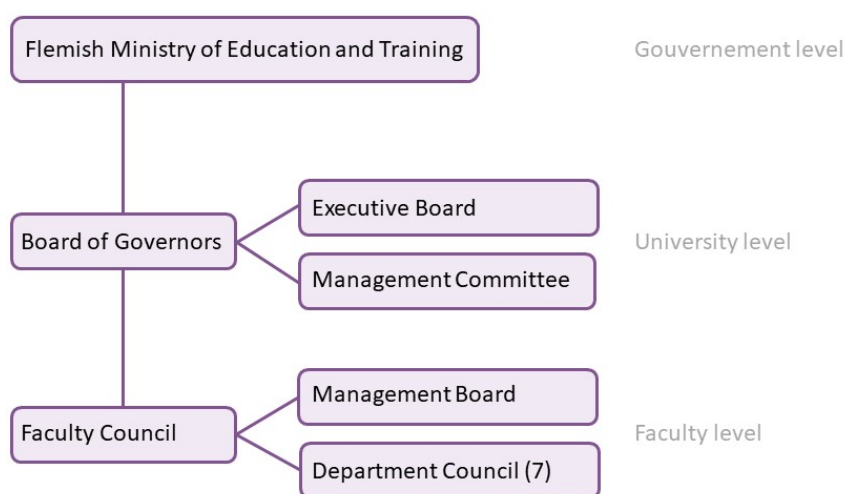 Flemish Ministry of Education and Training
Gouvernement level
Executive Board
Board of Governors
University level
Management Committee
Management Board
Faculty Council
Faculty level
Department Council (7)